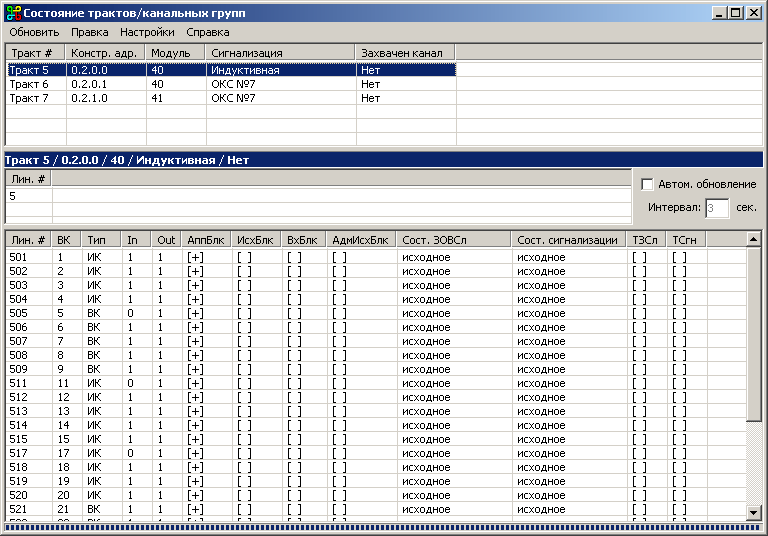 Состояние трактов/канальных групп
Обновить Правка Настройки Справка
Тракт # Констр. адр. Модуль Сигнализация Захвачен канал
Тракт 5 0.2.0.0 40 Индуктивная Нет
Тракт 6 0.2.0.1 40 ОКС №7 Нет
Тракт 7 0.2.1.0 41 ОКС №7 Нет
Тракт 5 / 0.2.0.0 / 40 / Индуктивная / Нет
Лин. #
5
Автом. обновление
Интервал: 3 сек.
Лин. # ВК Тип In Out АппБлк ИсхБлк ВхБлк АдмИсхБлк Сост. ЗОВСл Сост. сигнализации ТЗСл ТСгн
501 1 ИК 1 1 [+] [ ] [ ] [ ] исходное исходное [ ] [ ]
502 2 ИК 1 1 [+] [ ] [ ] [ ] исходное исходное [ ] [ ]
503 3 ИК 1 1 [+] [ ] [ ] [ ] исходное исходное [ ] [ ]
504 4 ИК 1 1 [+] [ ] [ ] [ ] исходное исходное [ ] [ ]
505 5 ВК 0 1 [+] [ ] [ ] [ ] исходное исходное [ ] [ ]
506 6 ВК 1 1 [+] [ ] [ ] [ ] исходное исходное [ ] [ ]
507 7 ВК 1 1 [+] [ ] [ ] [ ] исходное исходное [ ] [ ]
508 8 ВК 1 1 [+] [ ] [ ] [ ] исходное исходное [ ] [ ]
509 9 ВК 1 1 [+] [ ] [ ] [ ] исходное исходное [ ] [ ]
511 11 ИК 0 1 [+] [ ] [ ] [ ] исходное исходное [ ] [ ]
512 12 ИК 1 1 [+] [ ] [ ] [ ] исходное исходное [ ] [ ]
513 13 ИК 1 1 [+] [ ] [ ] [ ] исходное исходное [ ] [ ]
514 14 ИК 1 1 [+] [ ] [ ] [ ] исходное исходное [ ] [ ]
515 15 ИК 1 1 [+] [ ] [ ] [ ] исходное исходное [ ] [ ]
517 17 ИК 0 1 [+] [ ] [ ] [ ] исходное исходное [ ] [ ]
518 18 ИК 1 1 [+] [ ] [ ] [ ] исходное исходное [ ] [ ]
519 19 ИК 1 1 [+] [ ] [ ] [ ] исходное исходное [ ] [ ]
520 20 ИК 1 1 [+] [ ] [ ] [ ] исходное исходное [ ] [ ]
521 21 ВК 1 1 [+] [ ] [ ] [ ] исходное исходное [ ] [ ]